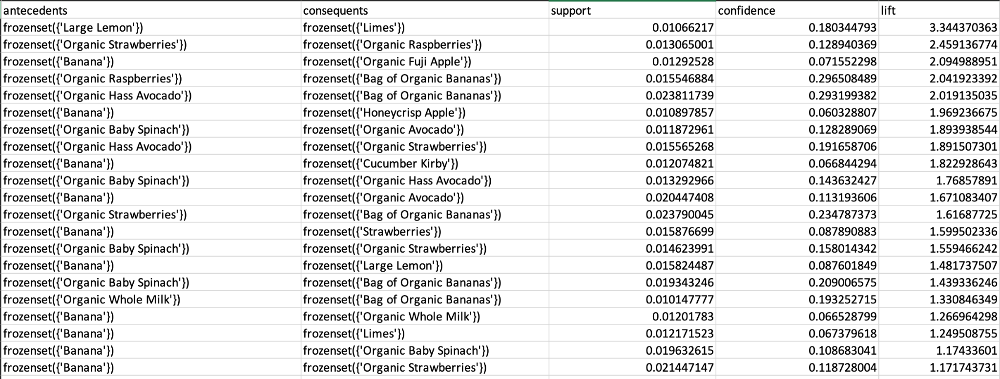 antecedents consequents support confidence lift
frozenset({'Large Lemon'}) frozenset({'Limes'}) 0.01066217 0.180344793 3.344370363
frozenset({'Organic Strawberries'}) frozenset({'Organic Raspberries'}) 0.013065001 0.128940369 2.459136774
frozenset({'Banana'}) frozenset({'Organic Fuji Apple'}) 0.01292528 0.071552298 2.094988951
frozenset({'Organic Raspberries'}) frozenset({'Bag of Organic Bananas'}) 0.015546884 0.296508489 2.041923392
frozenset({'Organic Hass Avocado'}) frozenset({'Bag of Organic Bananas'}) 0.023811739 0.293199382 2.019135035
frozenset({'Banana'}) frozenset({'Honeycrisp Apple'}) 0.010897857 0.060328807 1.969236675
frozenset({'Organic Baby Spinach'}) frozenset({'Organic Avocado'}) 0.011872961 0.128289069 1.893938544
frozenset({'Organic Hass Avocado'}) frozenset({'Organic Strawberries'}) 0.015565268 0.191658706 1.891507301
frozenset({'Banana'}) frozenset({'Cucumber Kirby'}) 0.012074821 0.066844294 1.822928643
frozenset({'Organic Baby Spinach'}) frozenset({'Organic Hass Avocado'}) 0.013292966 0.143632427 1.76857891
frozenset({'Banana'}) frozenset({'Organic Avocado'}) 0.020447408 0.113193606 1.671083407
frozenset({'Organic Strawberries'}) frozenset({'Bag of Organic Bananas'}) 0.023790045 0.234787373 1.61687725
frozenset({'Banana'}) frozenset({'Strawberries'}) 0.015876699 0.087890883 1.599502336
frozenset({'Organic Baby Spinach'}) frozenset({'Organic Strawberries'}) 0.014623991 0.158014342 1.559466242
frozenset({'Banana'}) frozenset({'Large Lemon'}) 0.015824487 0.087601849 1.481737507
frozenset({'Organic Baby Spinach'}) frozenset({'Bag of Organic Bananas'}) 0.019343246 0.209006575 1.439336246
frozenset({'Organic Whole Milk'}) frozenset({'Bag of Organic Bananas'}) 0.010147777 0.193252715 1.330846349
frozenset({'Banana'}) frozenset({'Organic Whole Milk'}) 0.01201783 0.066528799 1.266964298
frozenset({'Banana'}) frozenset({'Limes'}) 0.012171523 0.067379618 1.249508755
frozenset({'Banana'}) frozenset({'Organic Baby Spinach'}) 0.019632615 0.108683041 1.17433601
frozenset({'Banana'}) frozenset({'Organic Strawberries'}) 0.021447147 0.118728004 1.171743731